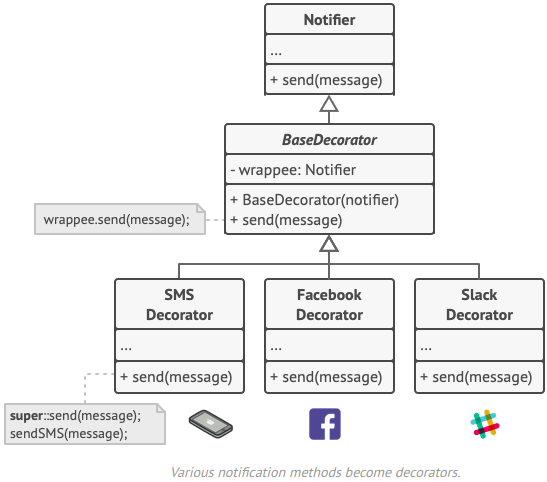 Notifier
...
+ send(message)
BaseDecorator
- wrappee: Notifier
+ BaseDecorator(notifier)
+ send(message)
wrappee.send(message);
SMS
Decorator
...
+ send(message)
Facebook
Decorator
...
+ send(message)
Slack
Decorator
...
+ send(message)
super::send(message);
sendSMS(message);
Various notification methods become decorators.